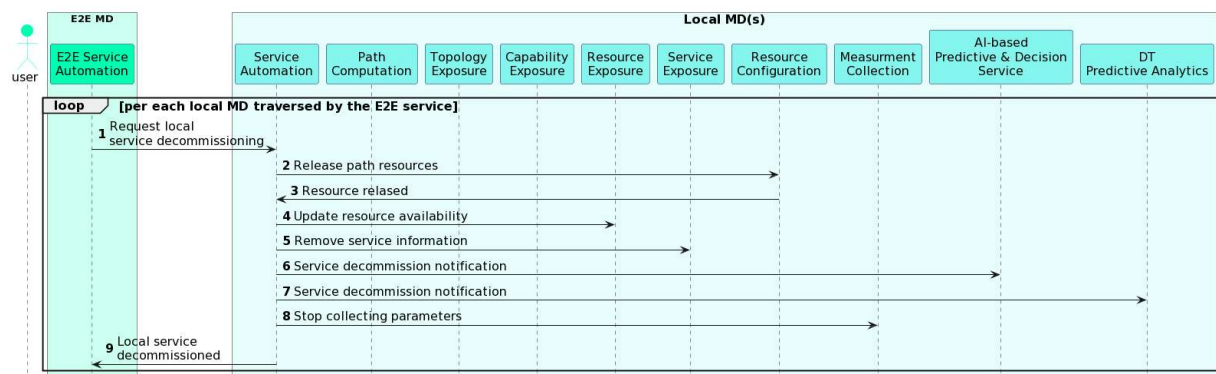 E2E MD
Local MD(s)
user
E2E Service
Automation
Service
Automation
Path
Computation
Topology
Exposure
Capability
Exposure
Resource
Exposure
Service
Exposure
Resource
Configuration
Measurment
Collection
AI-based
Predictive & Decision
Service
DT
Predictive Analytics
loop [per each local MD traversed by the E2E service]
1 Request local
service decommissioning
2 Release path resources
3 Resource relased
4 Update resource availability
5 Remove service information
6 Service decommission notification
7 Service decommission notification
8 Stop collecting parameters
9 Local service
decommissioned